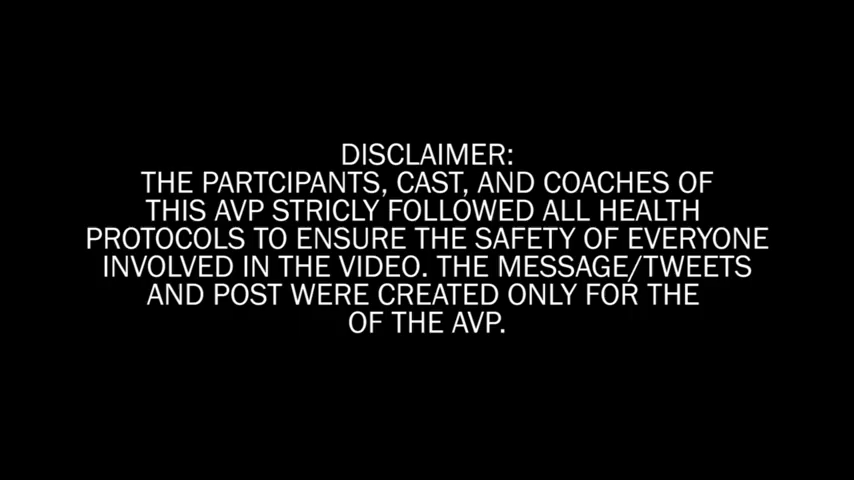 DISCLAIMER:
THE PARTCIPANTS, CAST, AND COACHES OF
THIS AVP STRICLY FOLLOWED ALL HEALTH
PROTOCOLS TO ENSURE THE SAFETY OF EVERYONE
INVOLVED IN THE VIDEO. THE MESSAGE/TWEETS
AND POST WERE CREATED ONLY FOR THE
OF THE AVP.